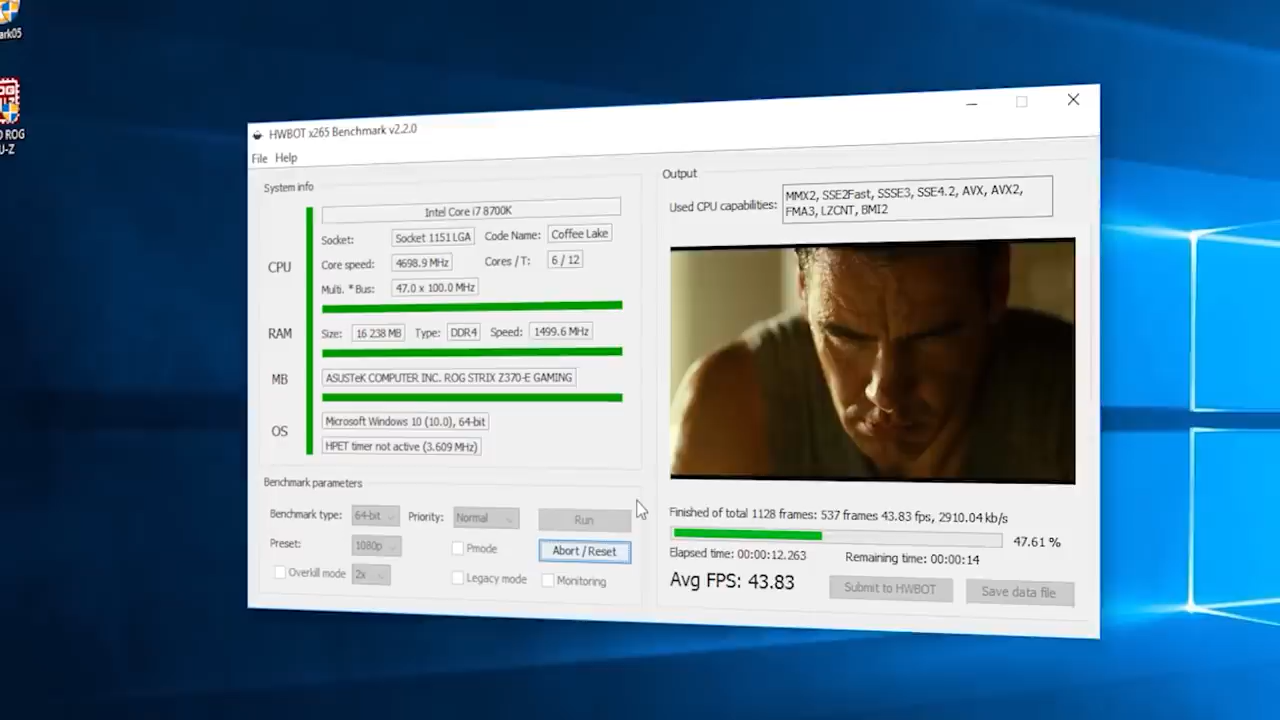 ark05
ROG
U-Z
HWBOT x265 Benchmark v2.2.0
File Help
System info
CPU
Intel Core i7 8700K
Socket: Socket 1151 LGA Code Name: Coffee Lake
Core speed: 4698.9 MHz Cores / T: 6 / 12
Multi. * Bus: 47.0 x 100.0 MHz
RAM Size: 16 238 MB Type: DDR4 Speed: 1499.6 MHz
MB ASUSTeK COMPUTER INC. ROG STRIX Z370-E GAMING
OS Microsoft Windows 10 (10.0), 64-bit
HPET timer not active (3.609 MHz)
Benchmark parameters
Benchmark type: 64-bit Priority: Normal Run
Preset: 1080p Pmode Abort / Reset
Overkill mode 2x Legacy mode Monitoring
Output
Used CPU capabilities: MMX2, SSE2Fast, SSSE3, SSE4.2, AVX, AVX2,
FMA3, LZCNT, BMI2
Finished of total 1128 frames: 537 frames 43.83 fps, 2910.04 kb/s
47.61 %
Elapsed time: 00:00:12.263 Remaining time: 00:00:14
Avg FPS: 43.83 Submit to HWBOT Save data file